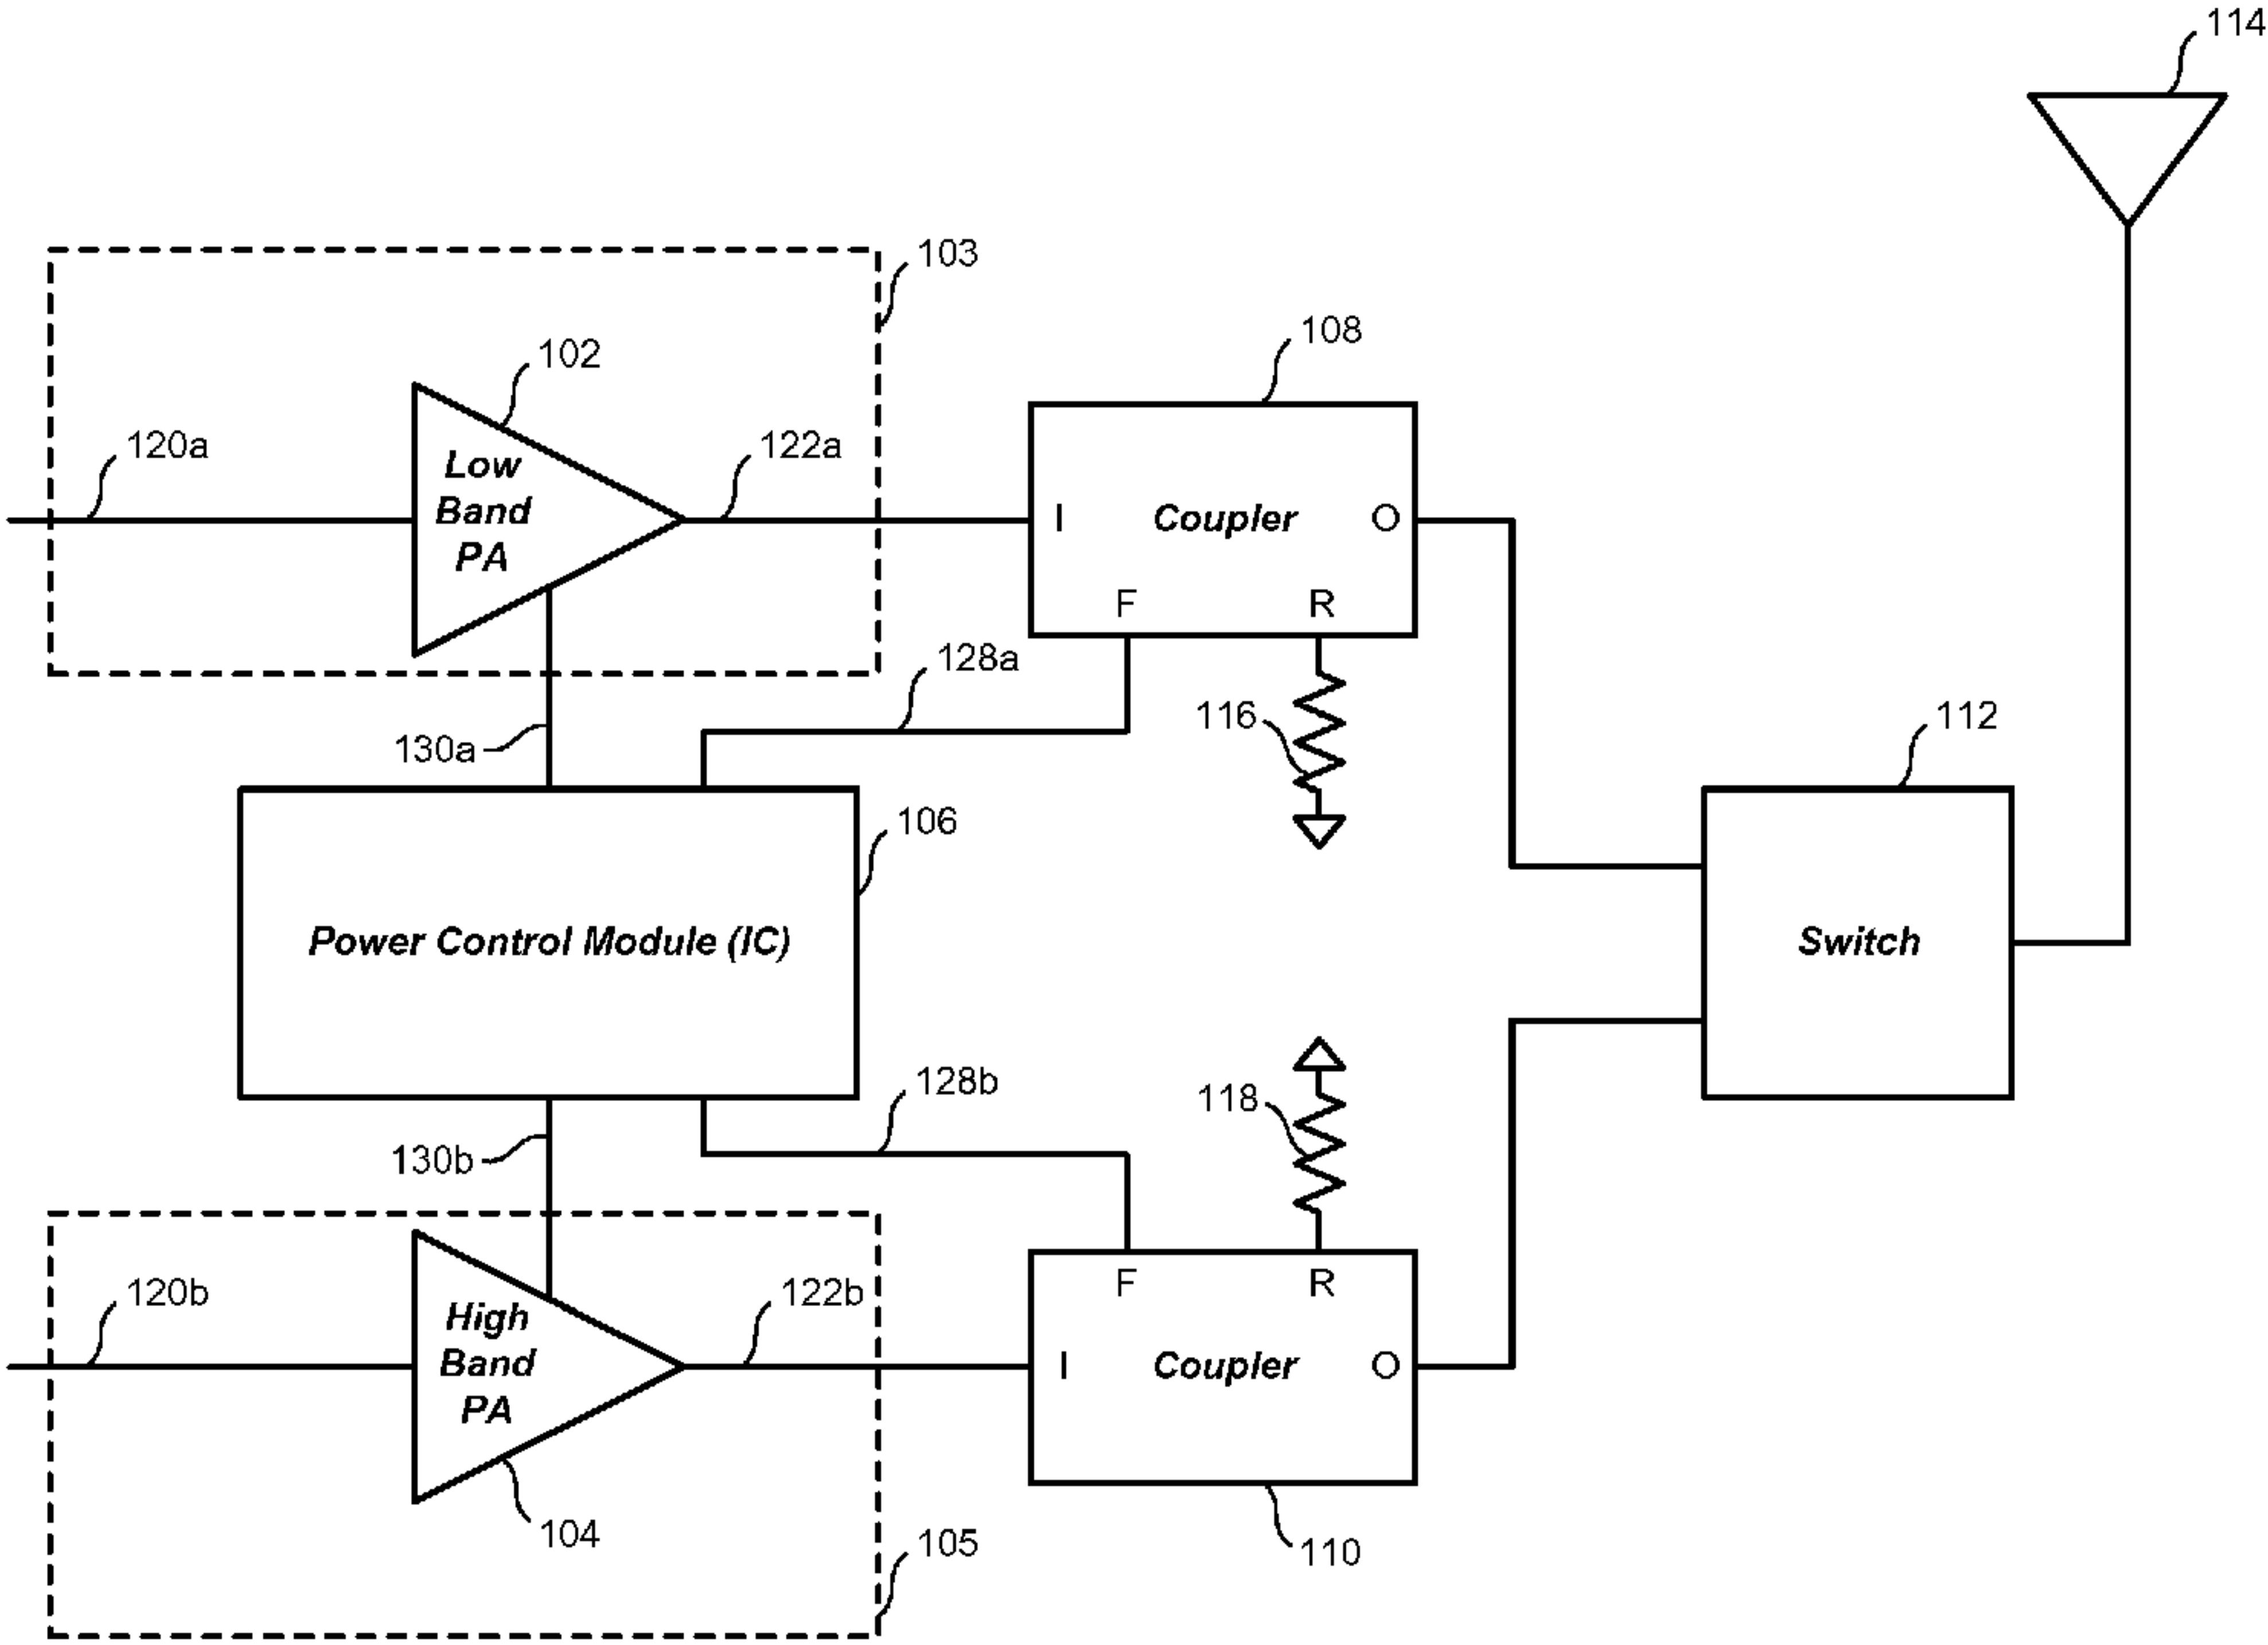 114
103
108
102
120a
122a
Low
Band
PA
I
Coupler
O
F
R
128a
116
112
130a
106
Power Control Module (IC)
Switch
128b
118
130b
120b
122b
F
R
High
Band
PA
I
Coupler
O
104
105
110